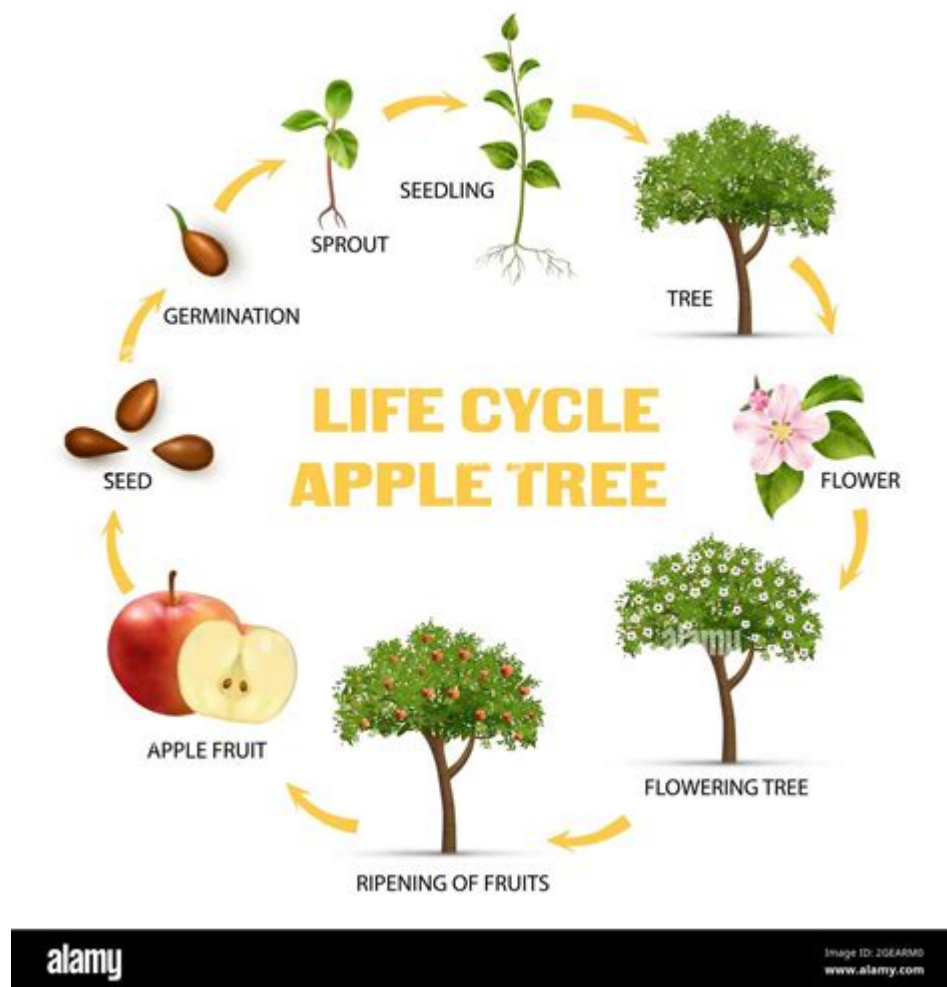 SEEDLING
SPROUT
GERMINATION
TREE
LIFE CYCLE
APPLE TREE
SEED
FLOWER
alamy
APPLE FRUIT
FLOWERING TREE
RIPENING OF FRUITS
alamy
Image ID: 2GEARM0
www.alamy.com